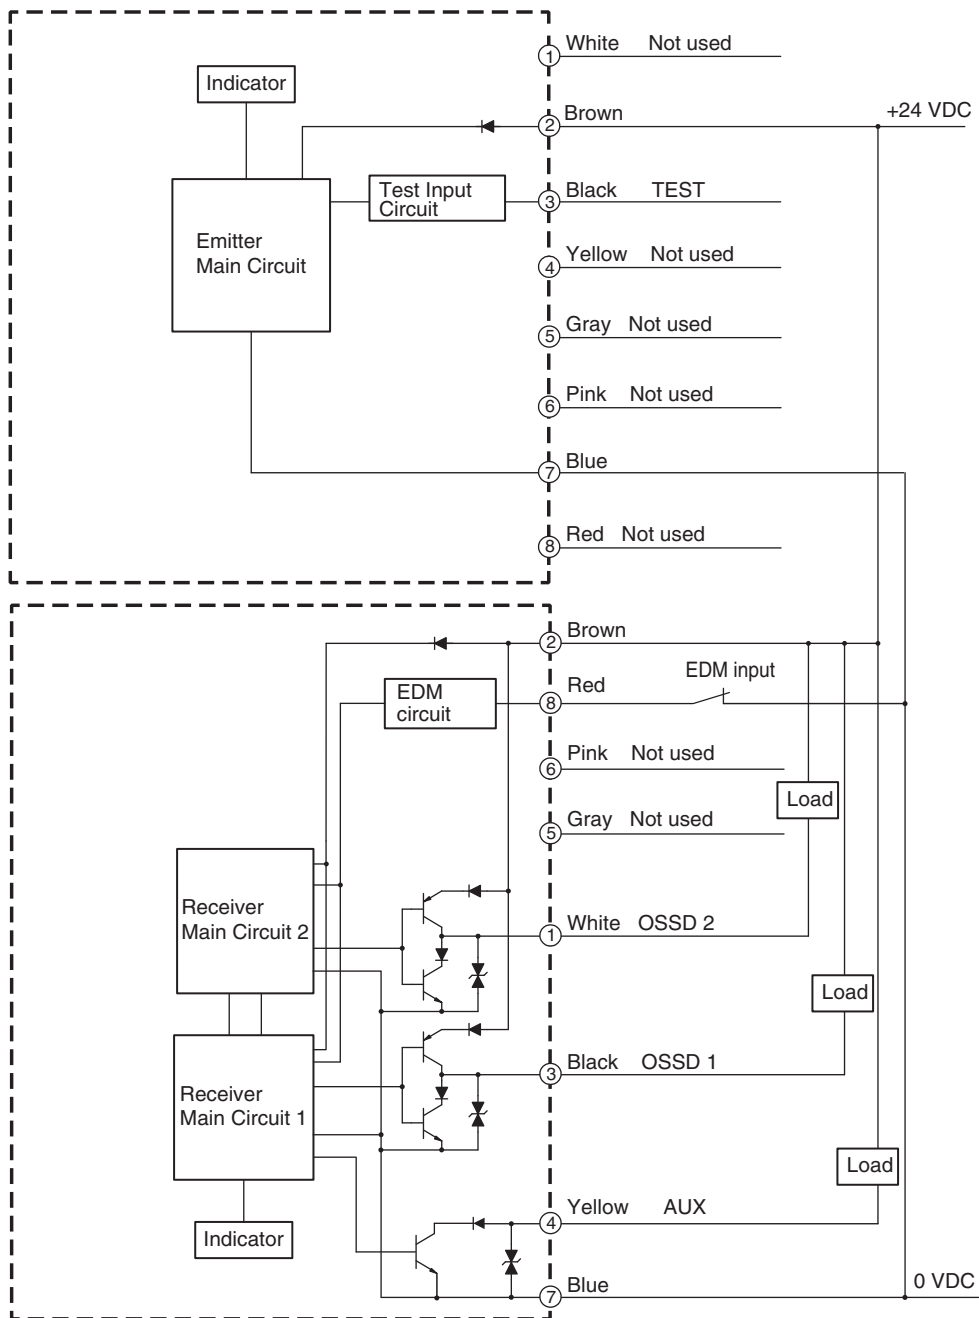 ① White Not used
Indicator
② Brown +24 VDC
Test Input
Circuit
③ Black TEST
Emitter
Main Circuit
④ Yellow Not used
⑤ Gray Not used
⑥ Pink Not used
⑦ Blue
⑧ Red Not used
② Brown
EDM input
EDM
circuit
⑧ Red
⑥ Pink Not used
Load
⑤ Gray Not used
Receiver
Main Circuit 2
① White OSSD 2
Load
③ Black OSSD 1
Receiver
Main Circuit 1
Load
④ Yellow AUX
Indicator
⑦ Blue
0 VDC